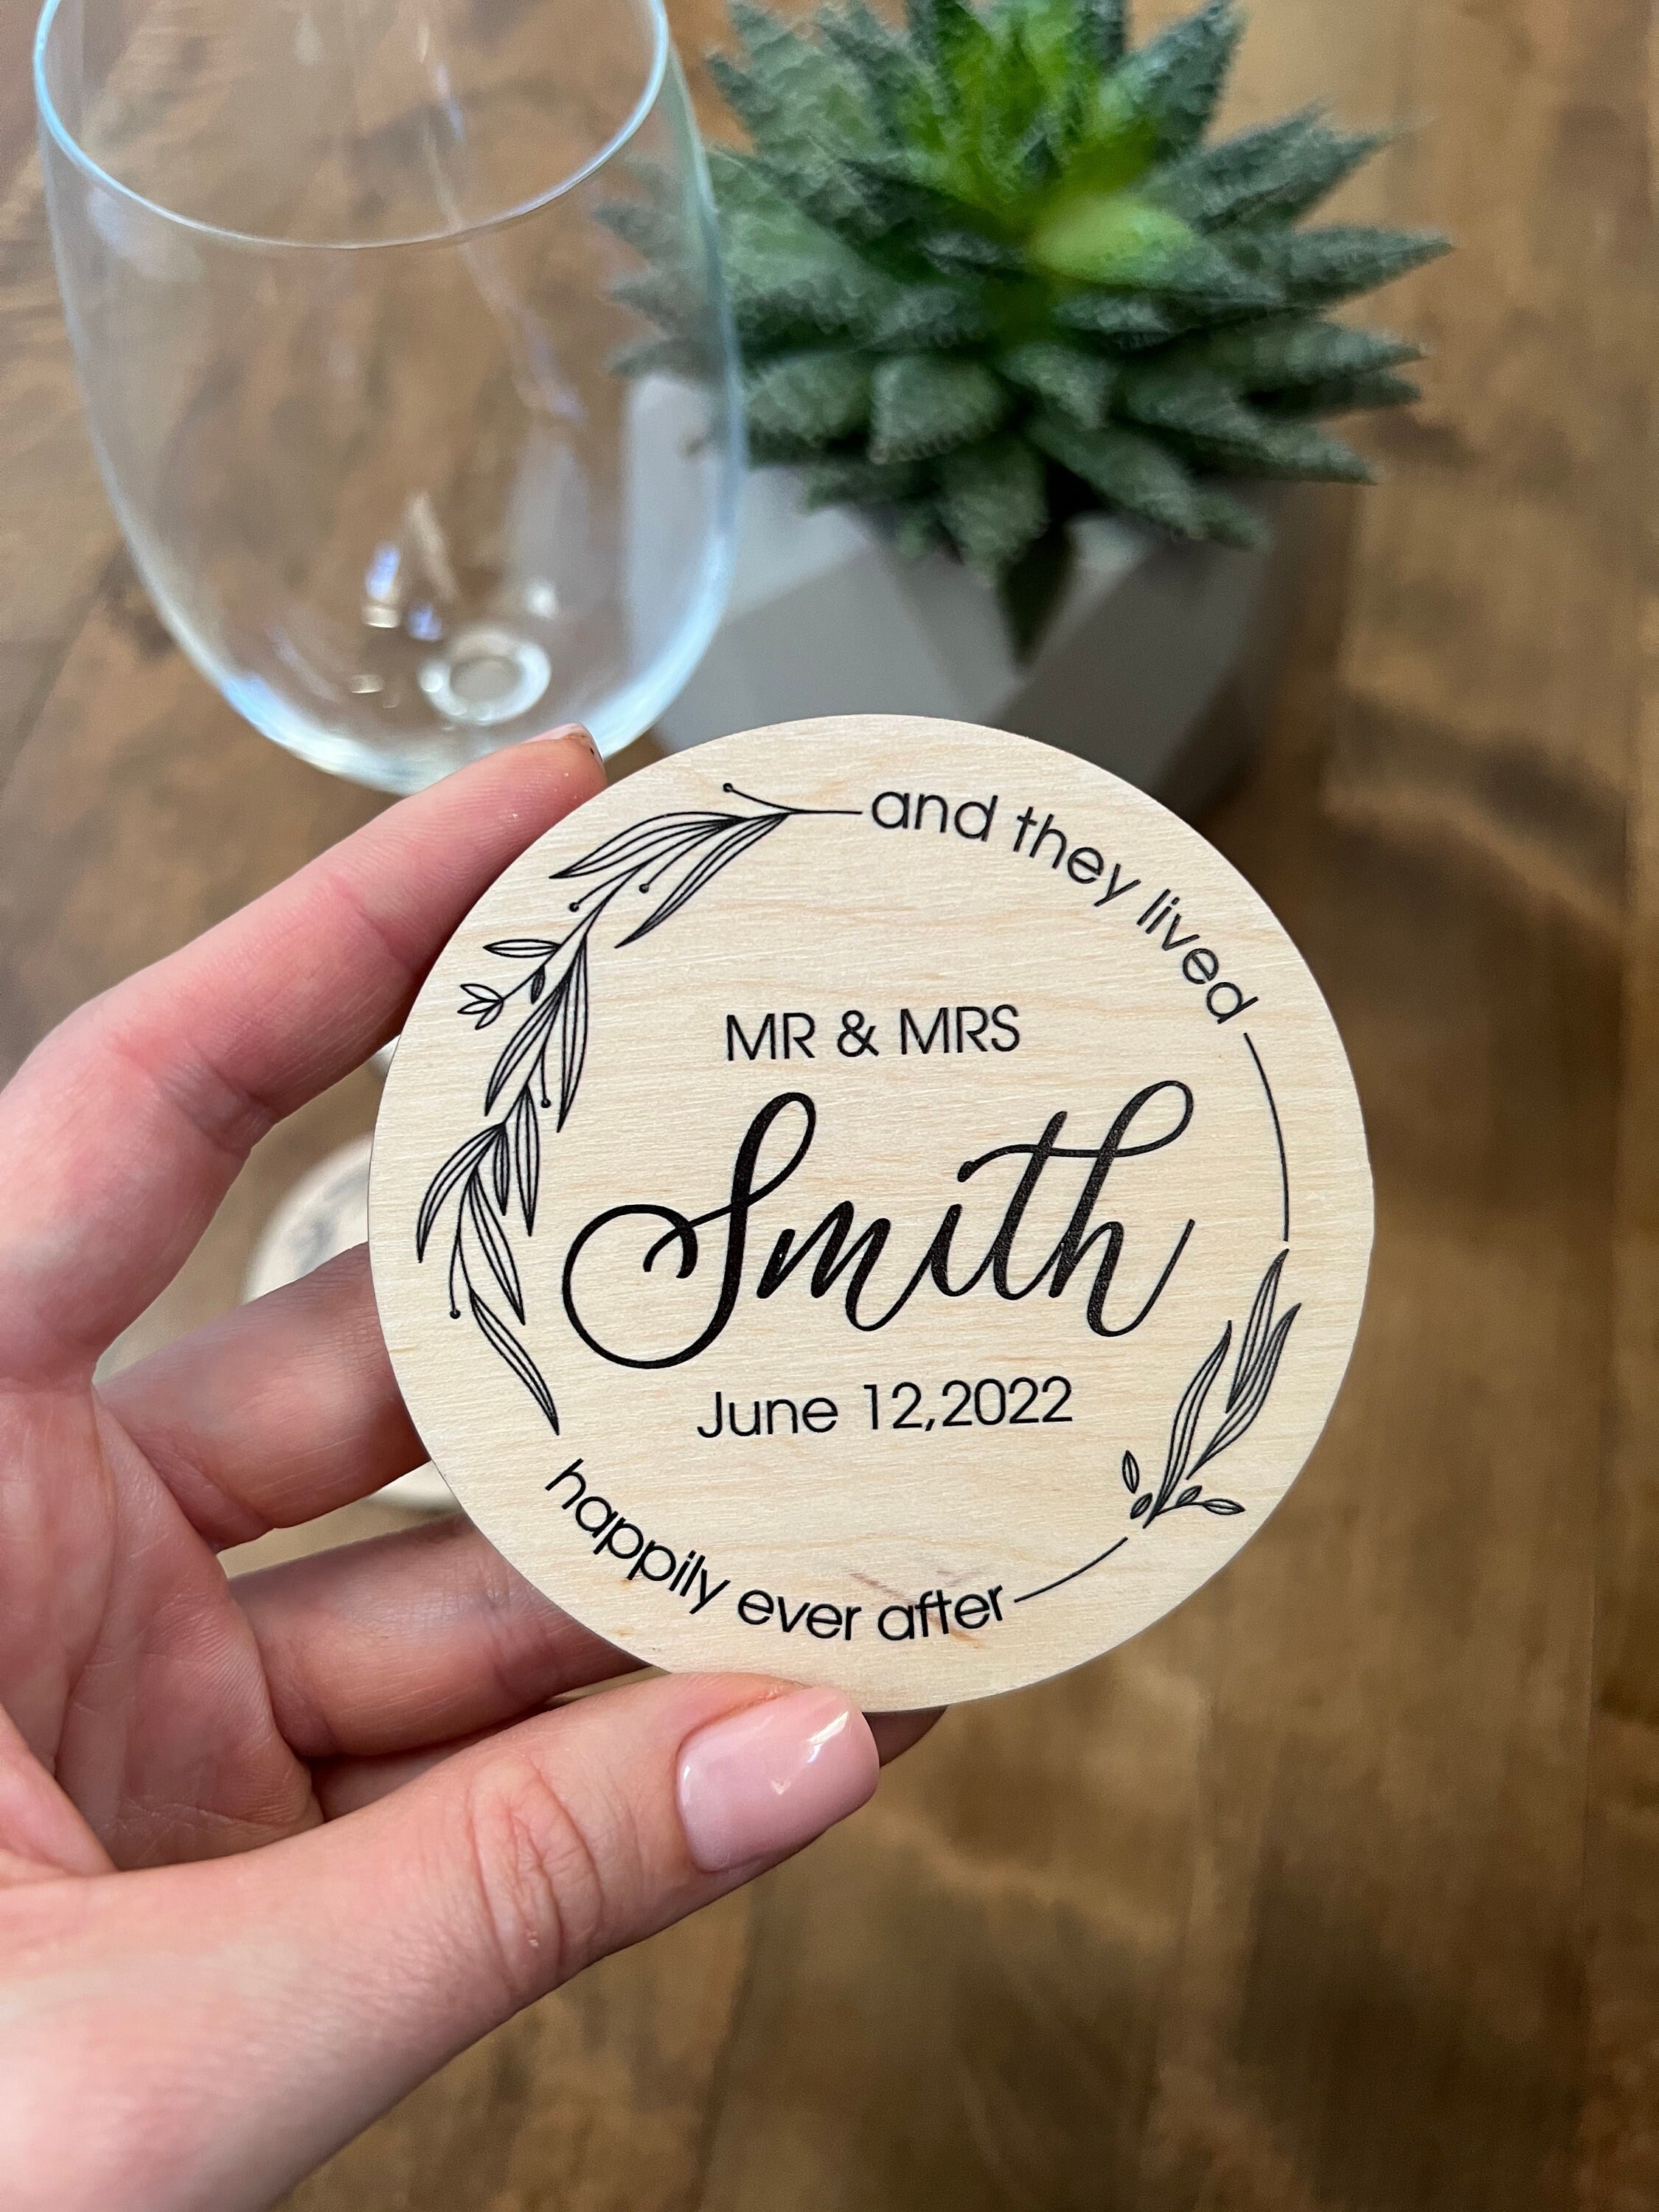 and they lived
MR & MRS
Smith
June 12,2022
happily ever after